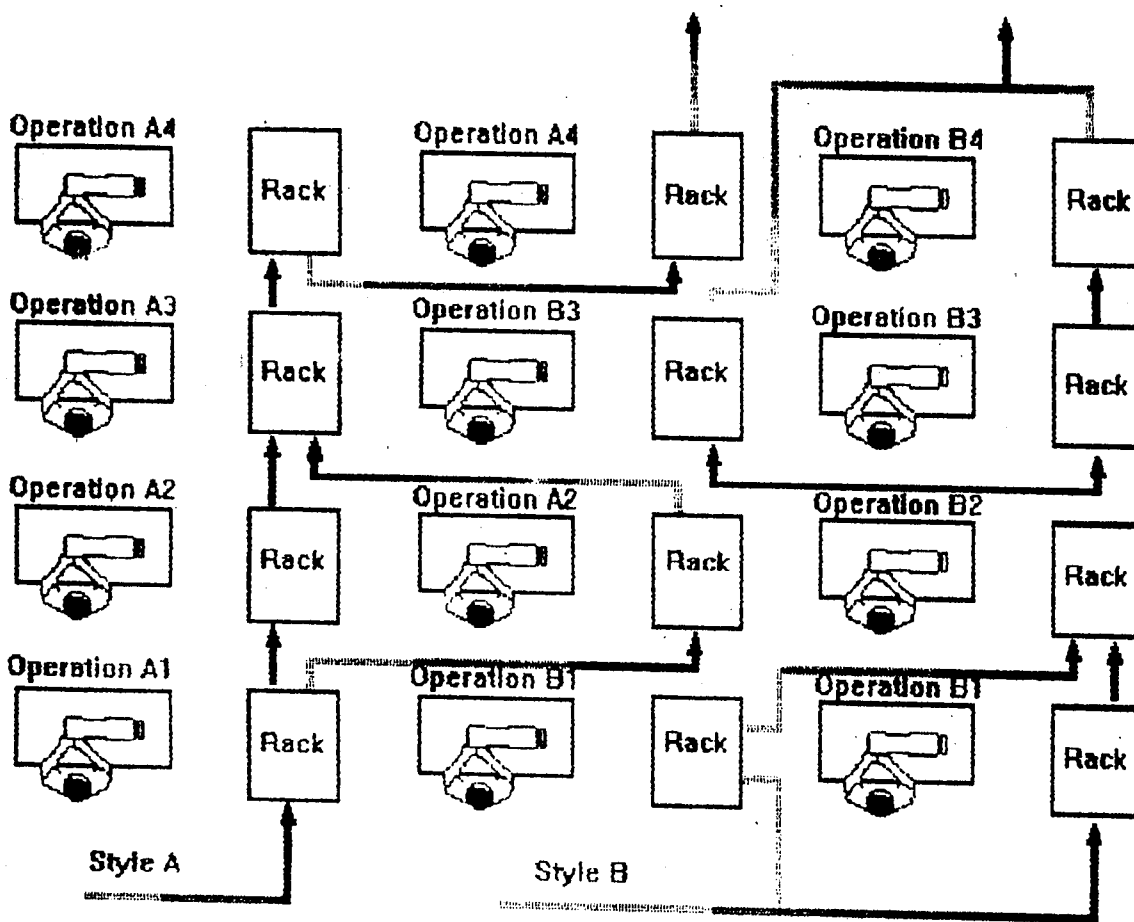 Operation A4
Rack
Operation A4
Rack
Operation B4
Rack
Operation A3
Rack
Operation B3
Rack
Operation B3
Rack
Operation A2
Rack
Operation A2
Rack
Operation B2
Rack
Operation A1
Rack
Operation B1
Rack
Operation B1
Rack
Style A
Style B